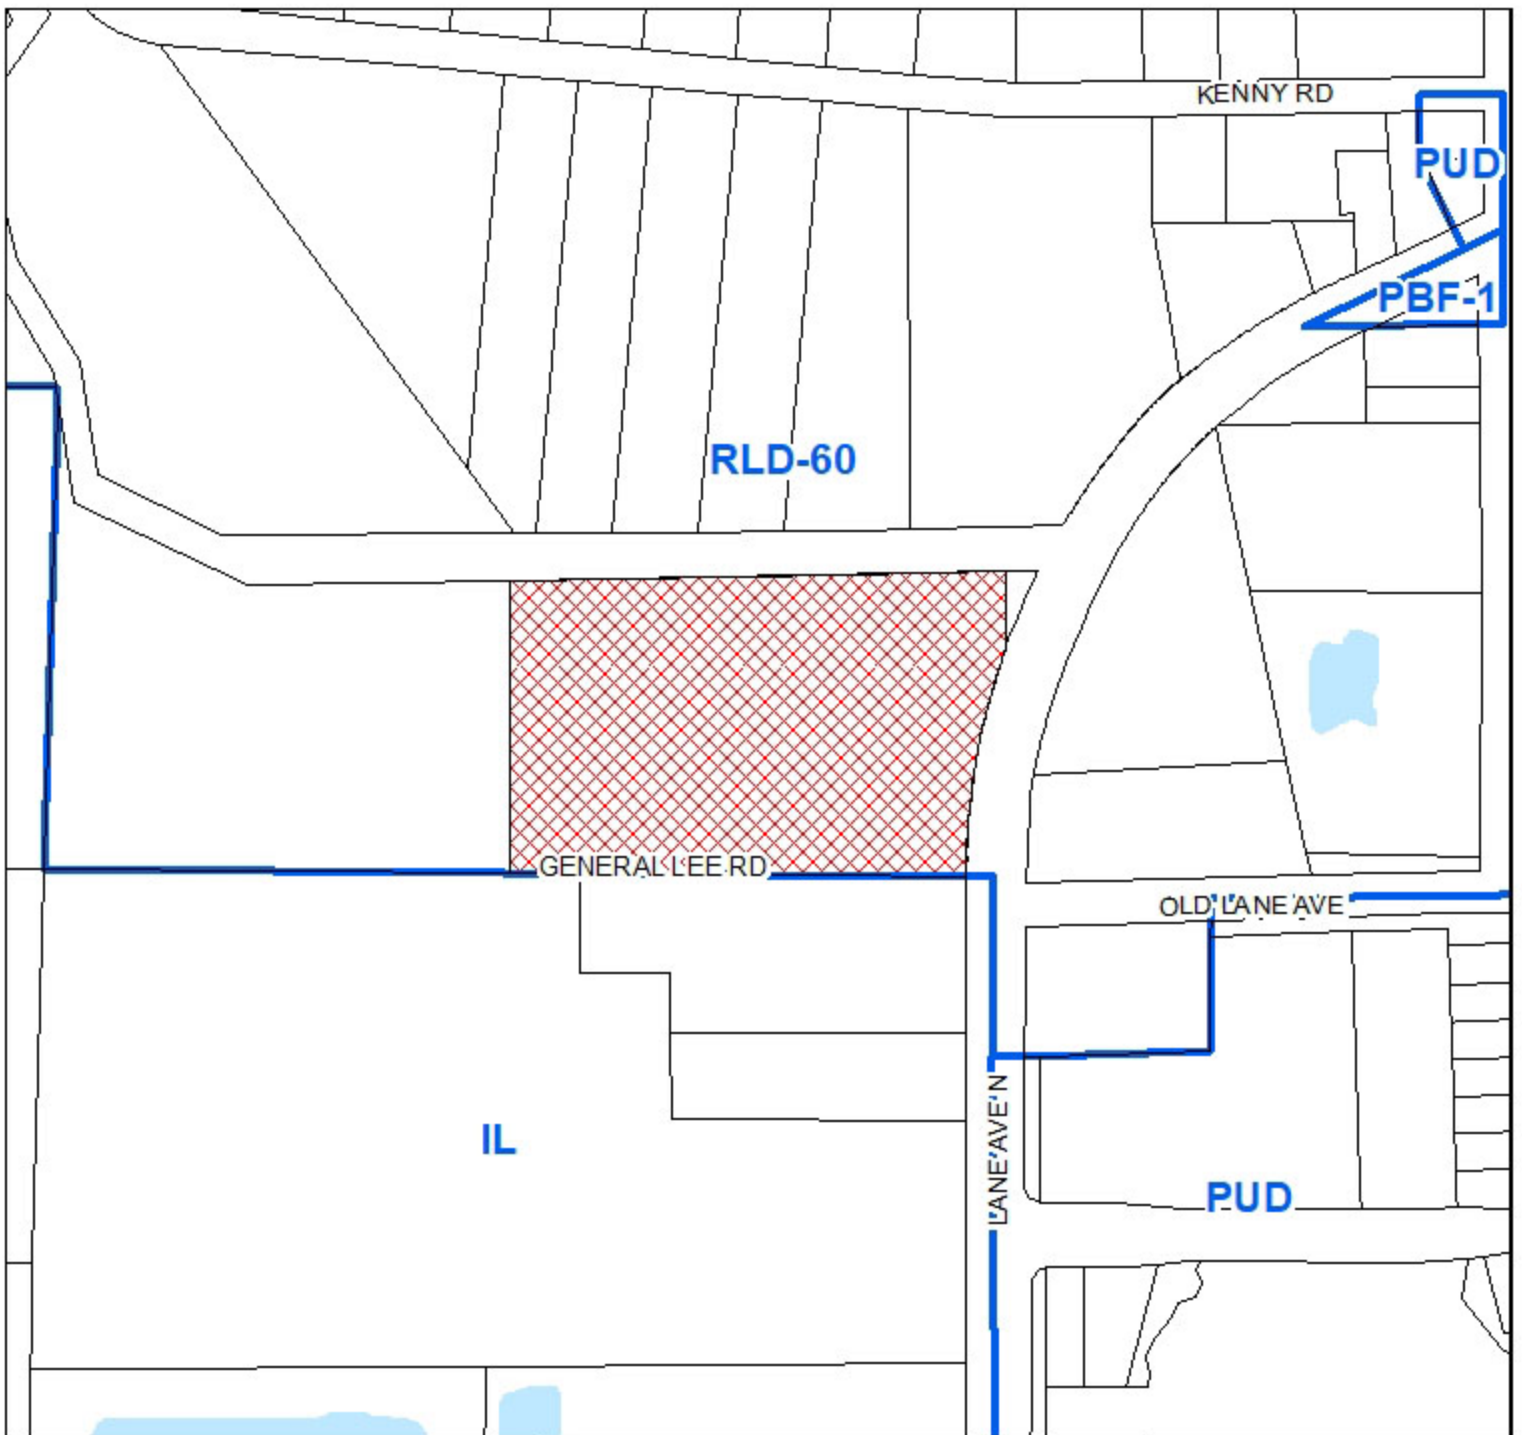 KENNY RD
PUD
PBF-1
RLD-60
GENERAL LEE RD
OLD LANE AVE
LANE AVE N
IL
PUD